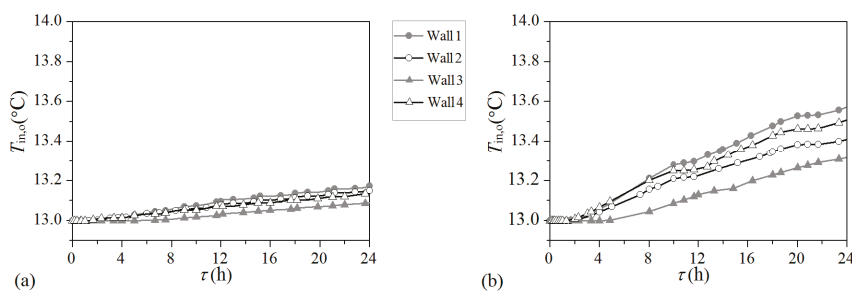 14.0
13.8
13.6
13.4
13.2
13.0
T in,o (°C)
0 4 8 12 16 20 24
τ (h)
(a)
Wall 1
Wall 2
Wall 3
Wall 4
14.0
13.8
13.6
13.4
13.2
13.0
T in,o (°C)
0 4 8 12 16 20 24
τ (h)
(b)